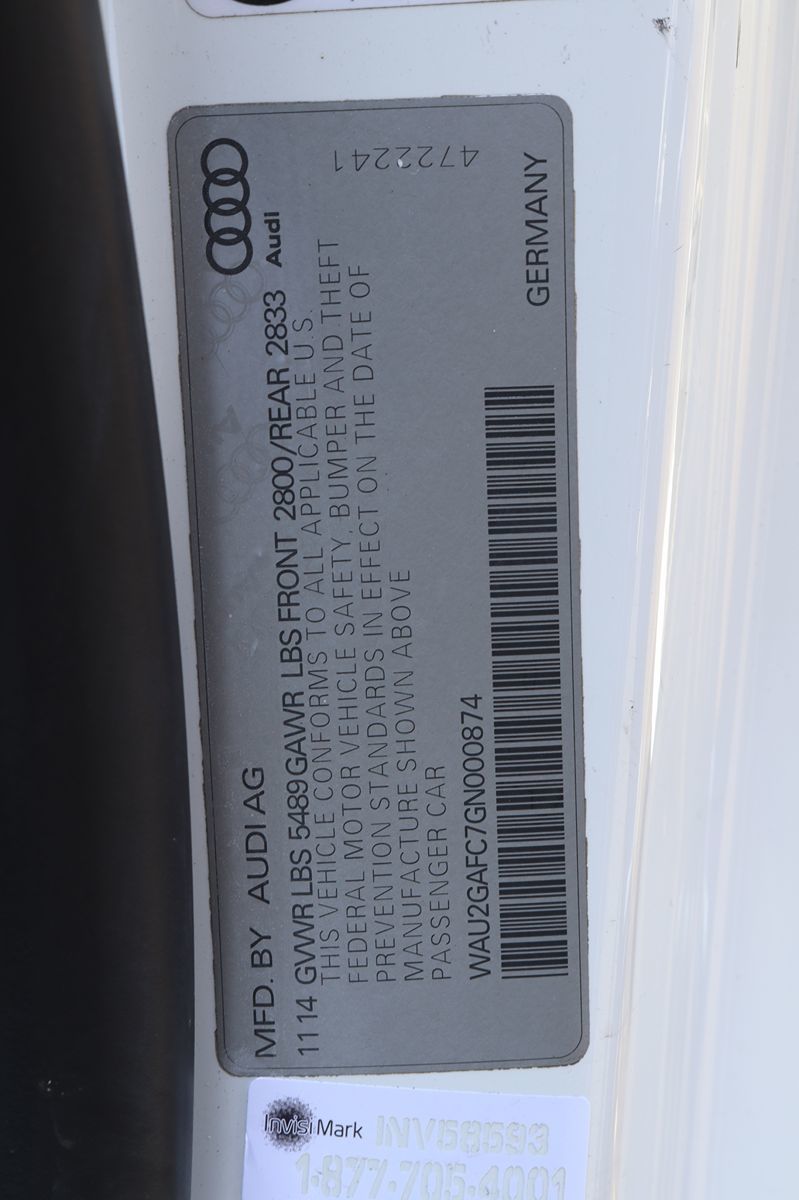 MFD. BY AUDI AG
Audi
11 14 GVWR LBS 5489 GAWR LBS FRONT 2800/REAR 2833
THIS VEHICLE CONFORMS TO ALL APPLICABLE U.S.
FEDERAL MOTOR VEHICLE SAFETY, BUMPER AND THEFT
PREVENTION STANDARDS IN EFFECT ON THE DATE OF
MANUFACTURE SHOWN ABOVE
PASSENGER CAR
4722241
WAU2GAFC7GN000874
GERMANY
InvisiMark INV58593
1-877-705-4001